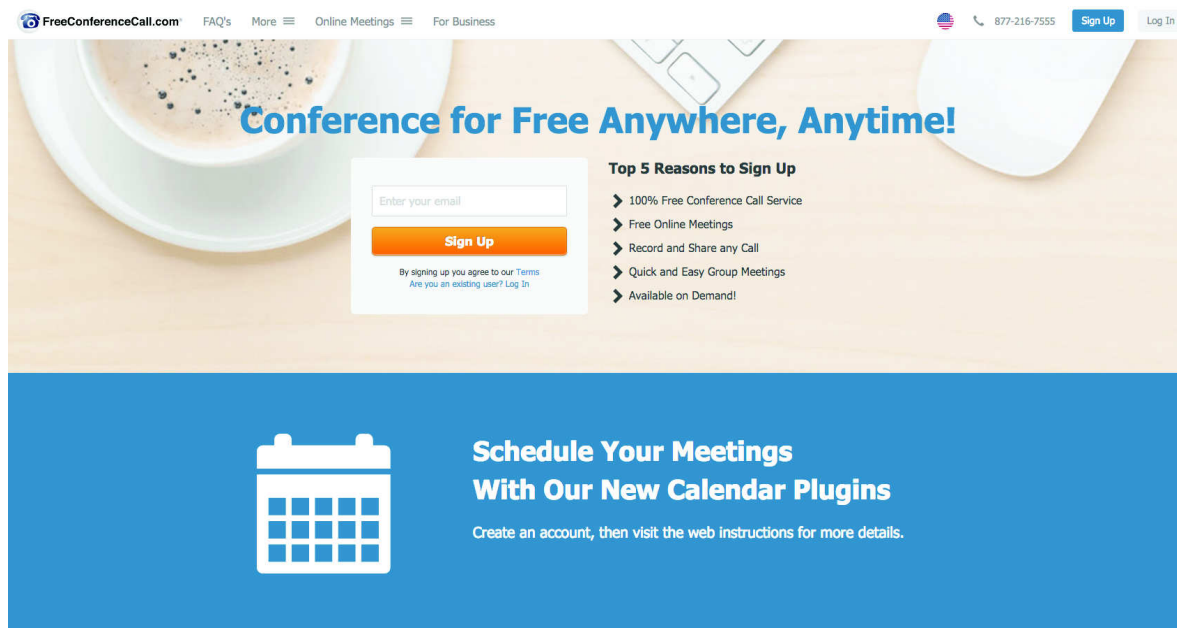 FreeConferenceCall.com
FAQ's
More
Online Meetings
For Business
877-216-7555
Sign Up
Log In
Conference for Free Anywhere, Anytime!
Enter your email
Sign Up
By signing up you agree to our Terms
Are you an existing user? Log In
Top 5 Reasons to Sign Up
100% Free Conference Call Service
Free Online Meetings
Record and Share any Call
Quick and Easy Group Meetings
Available on Demand!
Schedule Your Meetings
With Our New Calendar Plugins
Create an account, then visit the web instructions for more details.